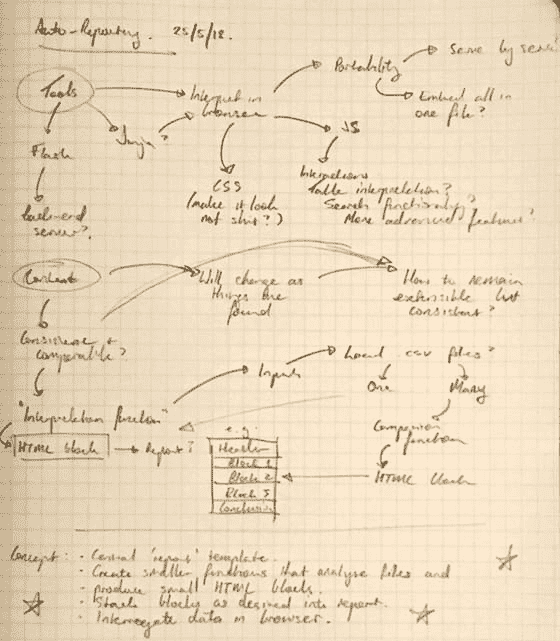 Auto-Reporting. 25/5/18.
Tools
Interpret in
browser
Portability
Serve by
Embed all in
one file?
Jinja?
JS
Flask
back-end
server?
CSS
(make it look
not shit?)
Interactions
Table interpretation?
Search functionality?
More advanced features?
Content
Will change as
things are
found
How to remain
extensible but
consistent?
Consistent +
comparable?
Inputs
Local csv files?
One
Many
"Interpretation function"
Comparison
function
HTML block
Report?
e.g.
Header
Block 1
Block 2
Block 3
Conclusion
HTML block
Concept: · Central 'report' template.
· Create smaller functions that analyse files and
· produce small HTML blocks.
· Stack blocks as desired into report.
· Interrogate data in browser.